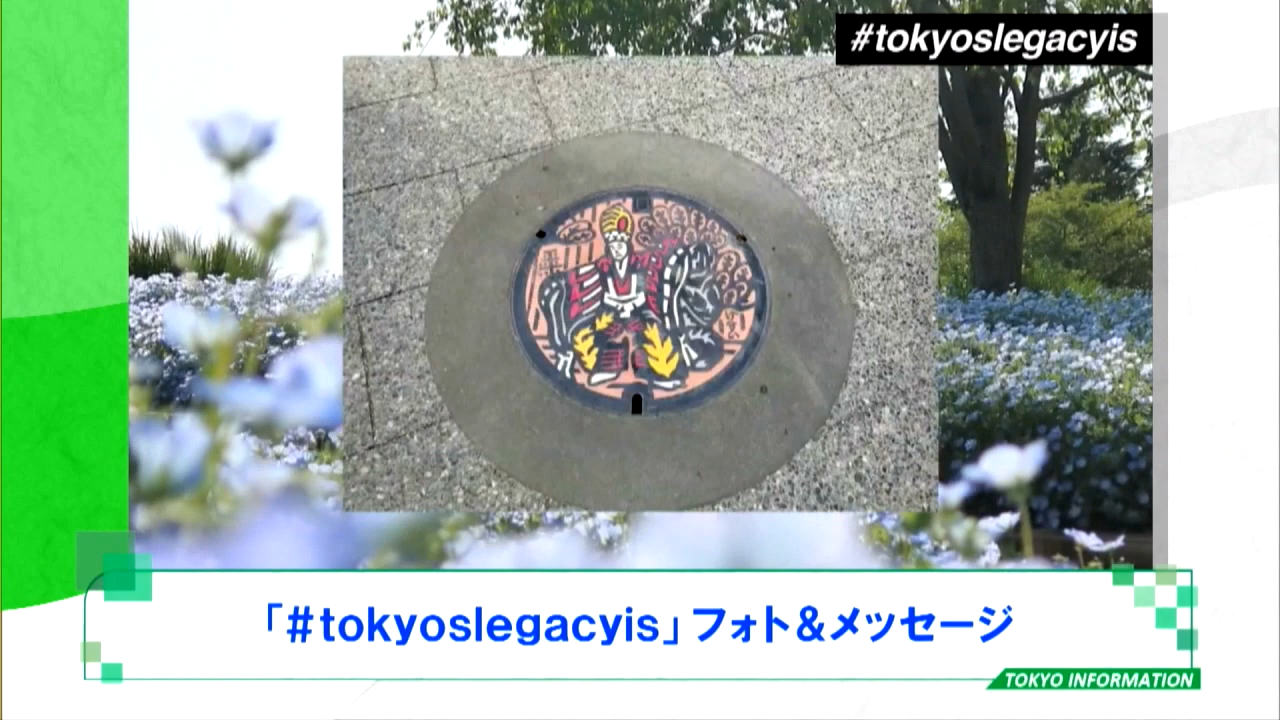 #tokyoslegacyis
「#tokyoslegacyis」フォト&メッセージ
TOKYO INFORMATION